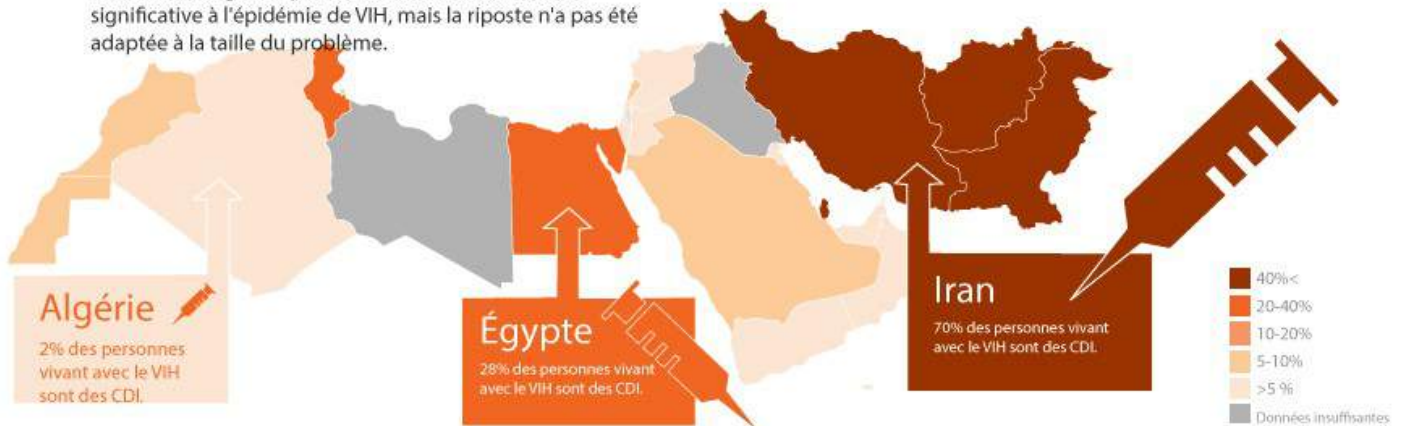 significative à l'épidémie de VIH, mais la riposte n'a pas été
adaptée à la taille du problème.
Algérie
2% des personnes
vivant avec le VIH
sont des CDI.
Égypte
28% des personnes vivant
avec le VIH sont des CDI.
Iran
70% des personnes vivant
avec le VIH sont des CDI.
40%<
20-40%
10-20%
5-10%
>5 %
Données insuffisantes